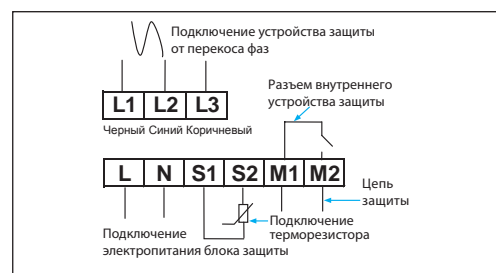 Подключение устройства защиты
от перекоса фаз
L1 L2 L3
Черный Синий Коричневый
Разъем внутреннего
устройства защиты
L N S1 S2 M1 M2
Цепь
защиты
Подключение
терморезистора
Подключение
электропитания блока защиты